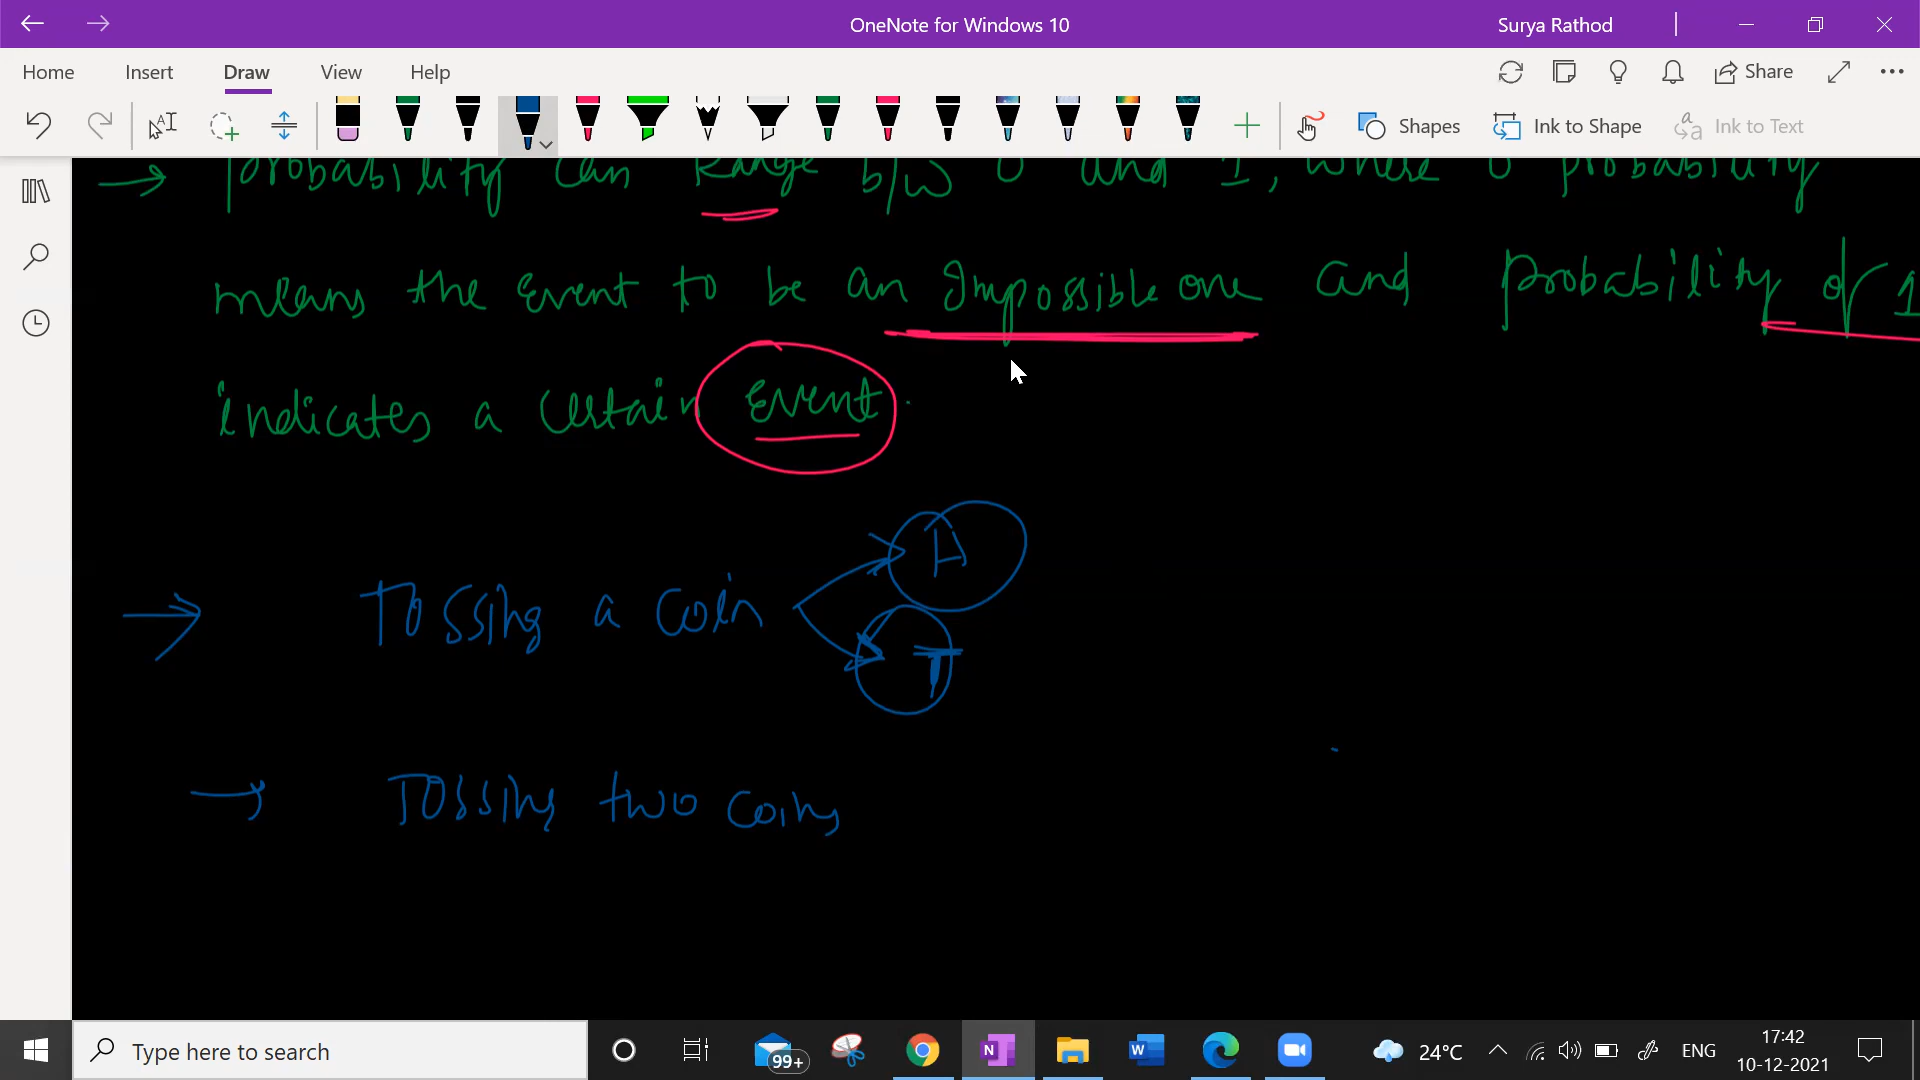 OneNote for Windows 10
Surya Rathod
Home Insert Draw View Help
Share
Shapes Ink to Shape Ink to Text
→ probability can Range b/w 0 and 1, where 0 probability
means the Event to be an Impossible one and probability of 1
indicates a certain Event.
→ Tossing a coin
H
T
→ Tossing two coins
Type here to search
99+
24°C
ENG
17:42
10-12-2021